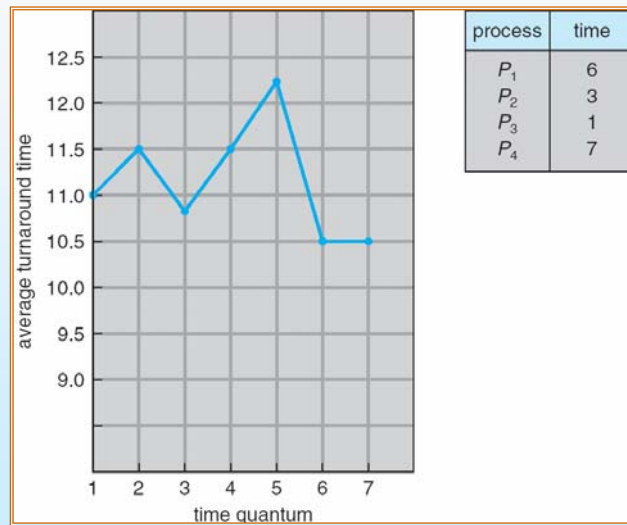 12.5
12.0
11.5
11.0
10.5
10.0
9.5
9.0
average turnaround time
1 2 3 4 5 6 7
time quantum
process time
P1 6
P2 3
P3 1
P4 7